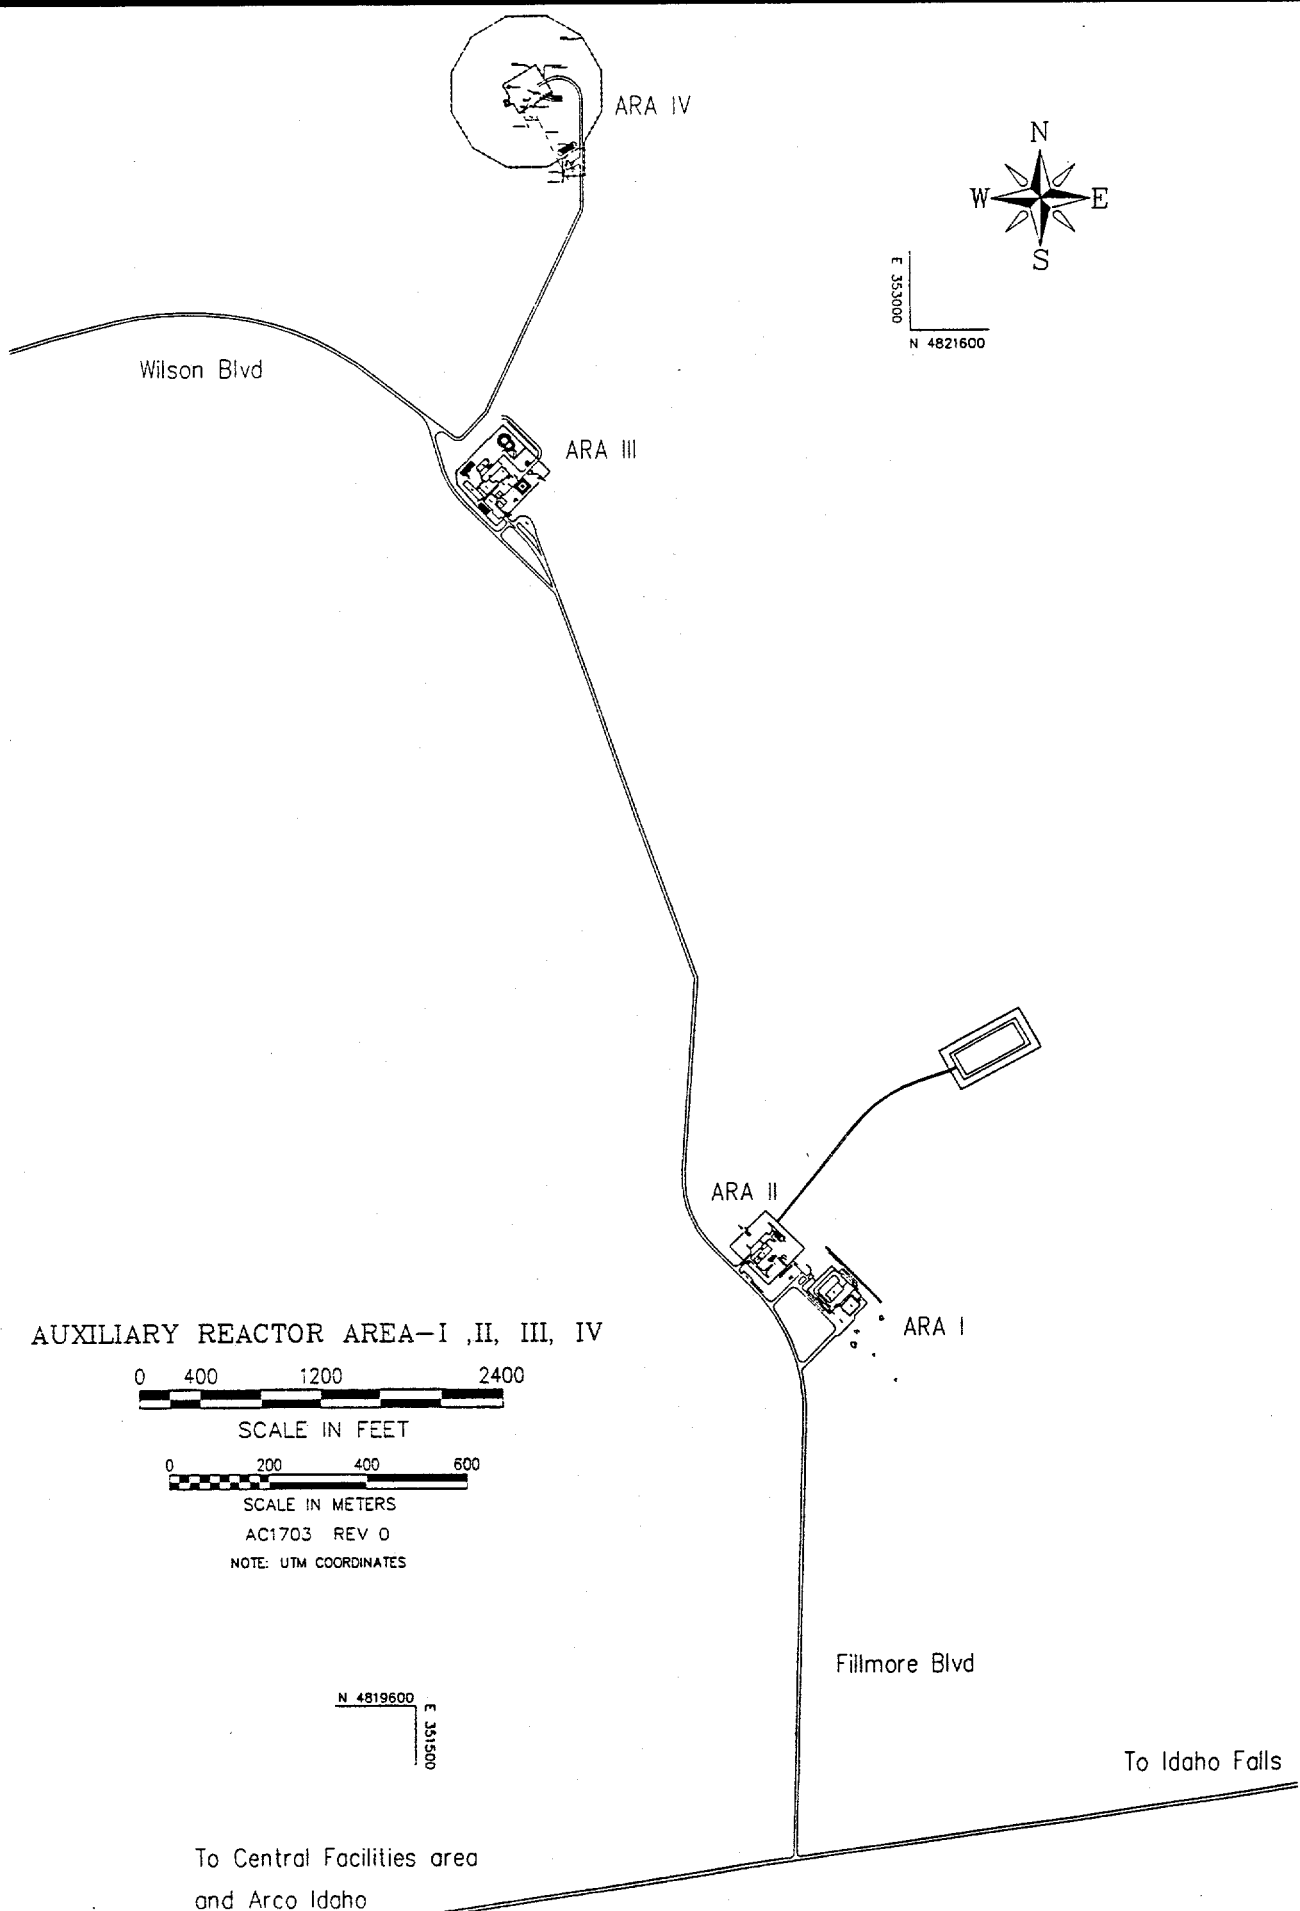 ARA IV
N
W E
S
E 353000
N 4821600
Wilson Blvd
ARA III
ARA II
ARA I
AUXILIARY REACTOR AREA-I ,II, III, IV
0 400 1200 2400
SCALE IN FEET
0 200 400 600
SCALE IN METERS
AC1703 REV 0
NOTE: UTM COORDINATES
Fillmore Blvd
N 4819600
E 351500
To Idaho Falls
To Central Facilities area
and Arco Idaho